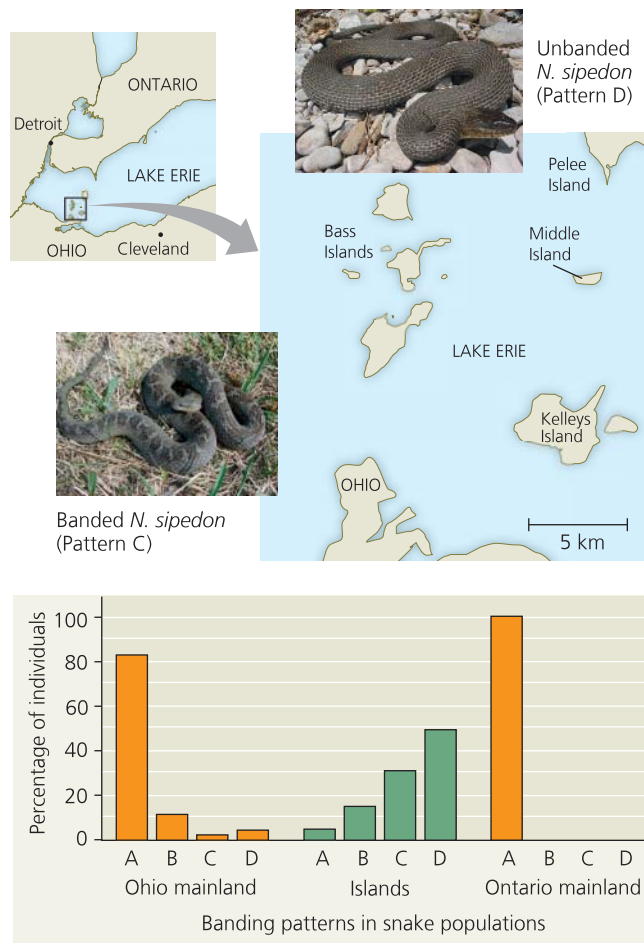 Unbanded
N. sipedon
(Pattern D)
ONTARIO
Detroit
LAKE ERIE
OHIO
Cleveland
Pelee
Island
Bass
Islands
Middle
Island
LAKE ERIE
Kelleys
Island
OHIO
5 km
Banded N. sipedon
(Pattern C)
Percentage of individuals
100
80
60
40
20
0
A B C D A B C D A B C D
Ohio mainland Islands Ontario mainland
Banding patterns in snake populations